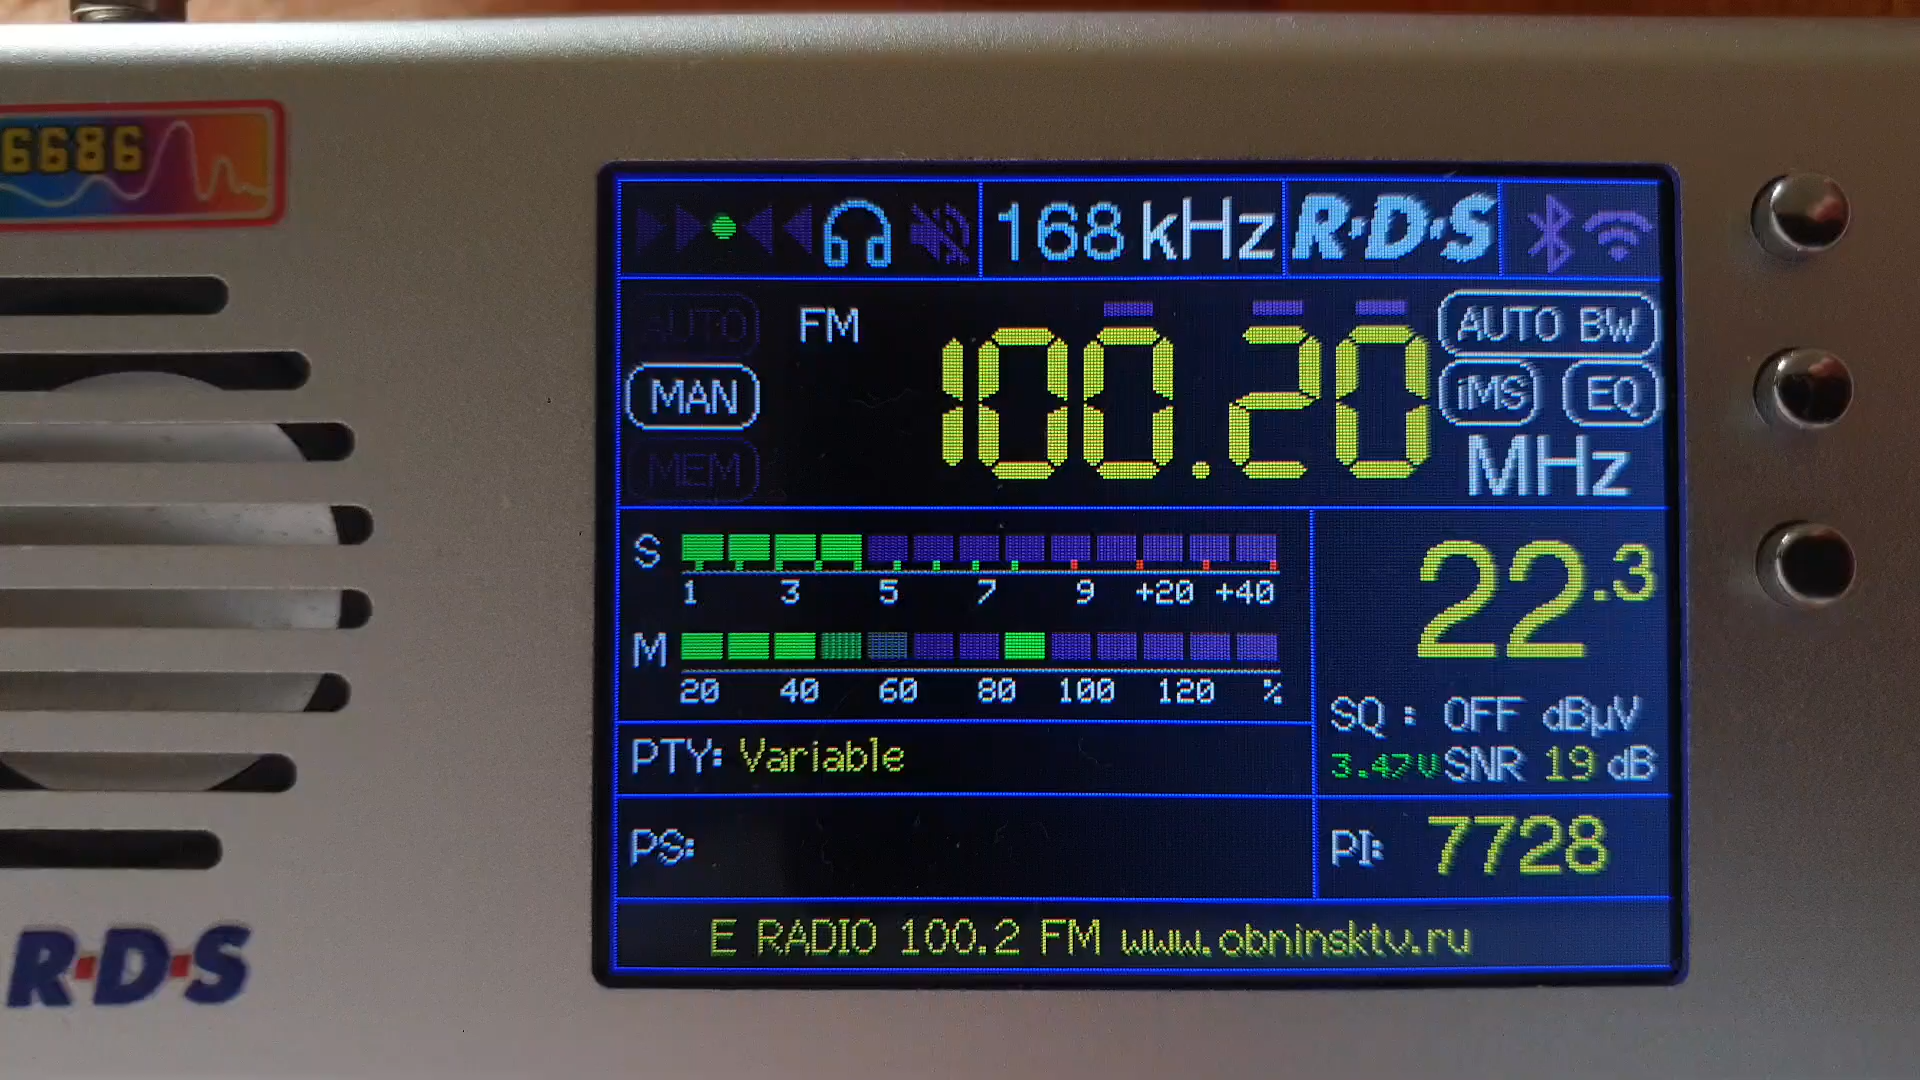 6686
168 kHz R·D·S
AUTO FM 100.20 AUTO BW
MAN iMS EQ
MEM MHz
S
1 3 5 7 9 +20 +40
22.3
M
20 40 60 80 100 120 %
SQ : OFF dBµV
PTY: Variable
3.47V SNR 19 dB
PS:
PI: 7728
E RADIO 100.2 FM www.obninsktv.ru
R·D·S